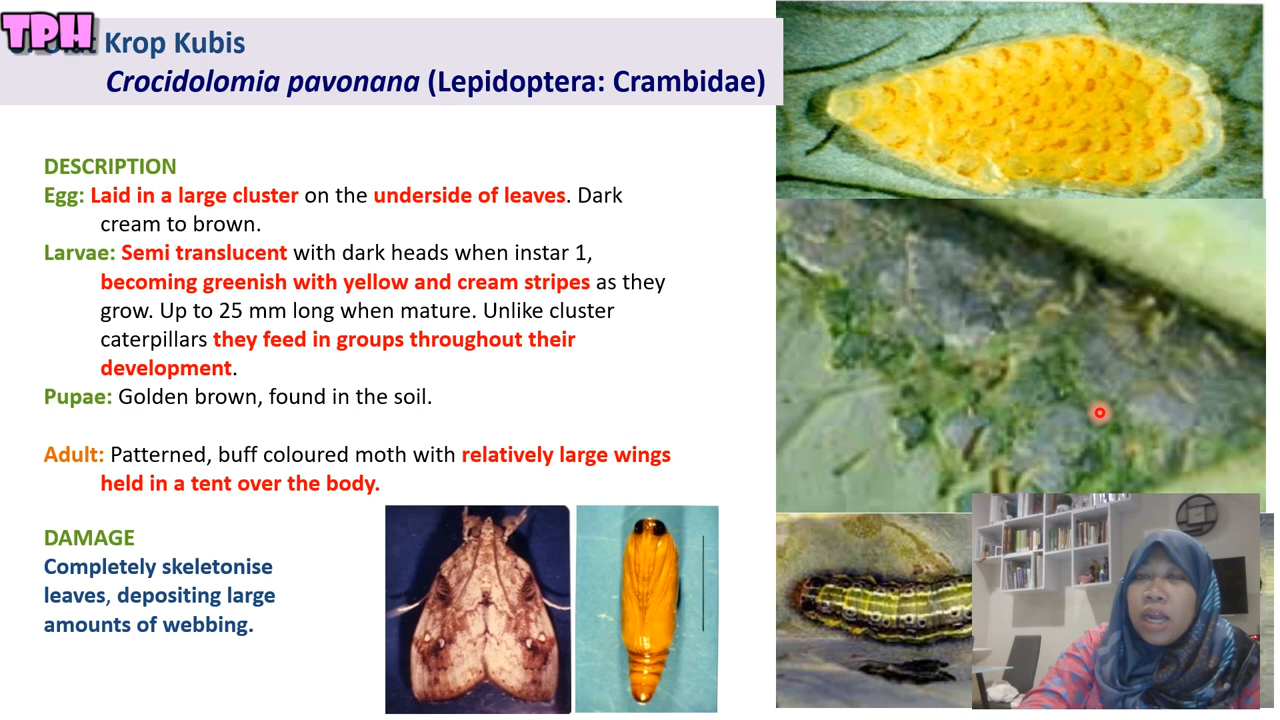 TPH
Krop Kubis
Crocidolomia pavonana (Lepidoptera: Crambidae)
DESCRIPTION
Egg: Laid in a large cluster on the underside of leaves. Dark
cream to brown.
Larvae: Semi translucent with dark heads when instar 1,
becoming greenish with yellow and cream stripes as they
grow. Up to 25 mm long when mature. Unlike cluster
caterpillars they feed in groups throughout their
development.
Pupae: Golden brown, found in the soil.
Adult: Patterned, buff coloured moth with relatively large wings
held in a tent over the body.
DAMAGE
Completely skeletonise
leaves, depositing large
amounts of webbing.